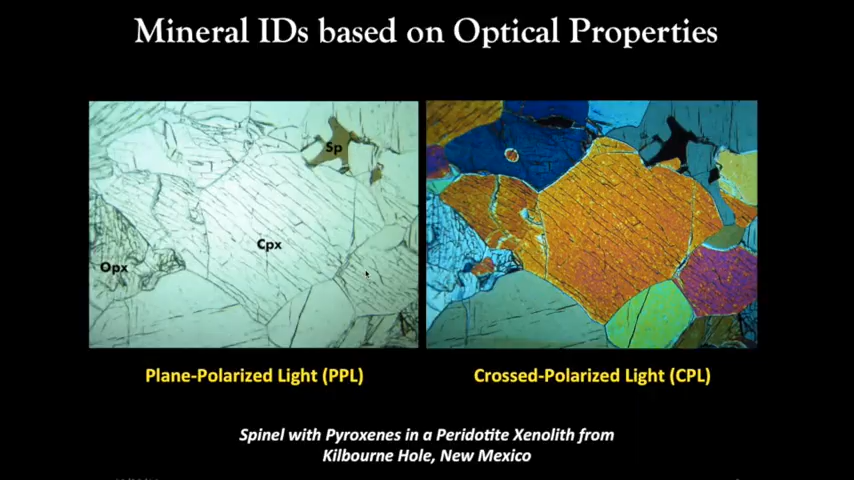 Mineral IDs based on Optical Properties
Sp
Cpx
Opx
Plane-Polarized Light (PPL)
Crossed-Polarized Light (CPL)
Spinel with Pyroxenes in a Peridotite Xenolith from
Kilbourne Hole, New Mexico